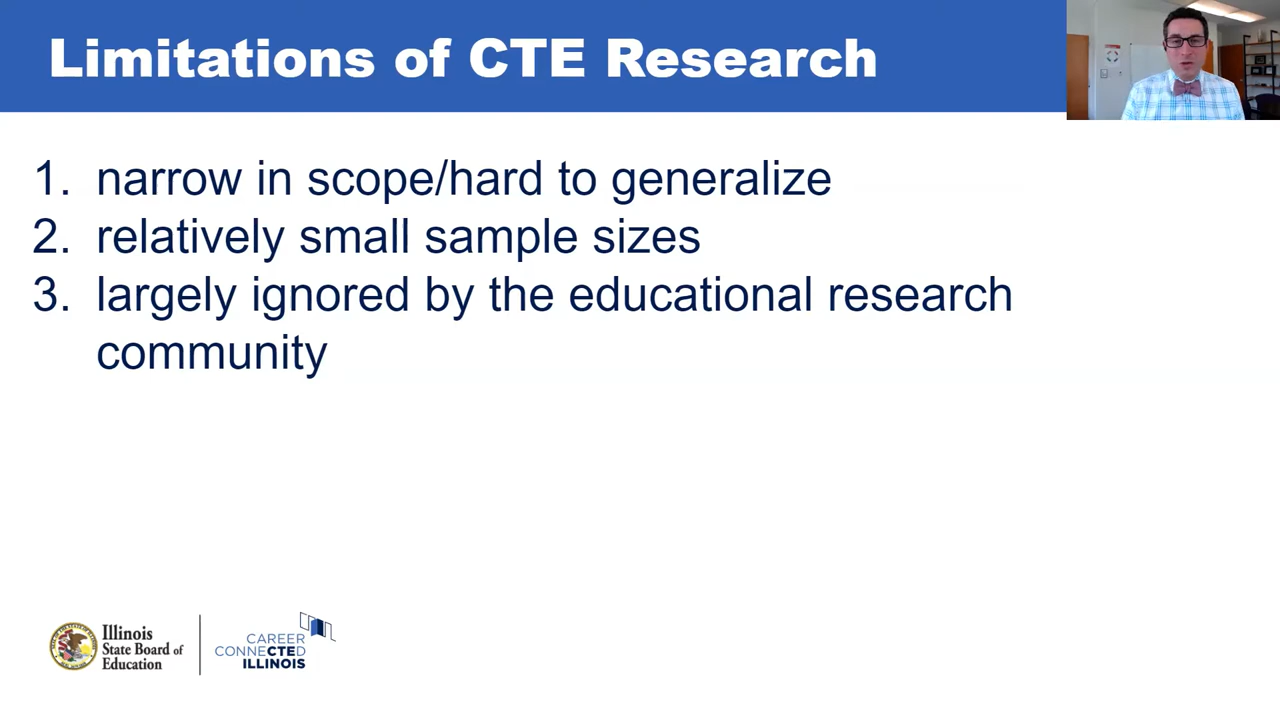 Limitations of CTE Research
1. narrow in scope/hard to generalize
2. relatively small sample sizes
3. largely ignored by the educational research
community
Illinois
State Board of
Education
CAREER
CONNECTED
ILLINOIS